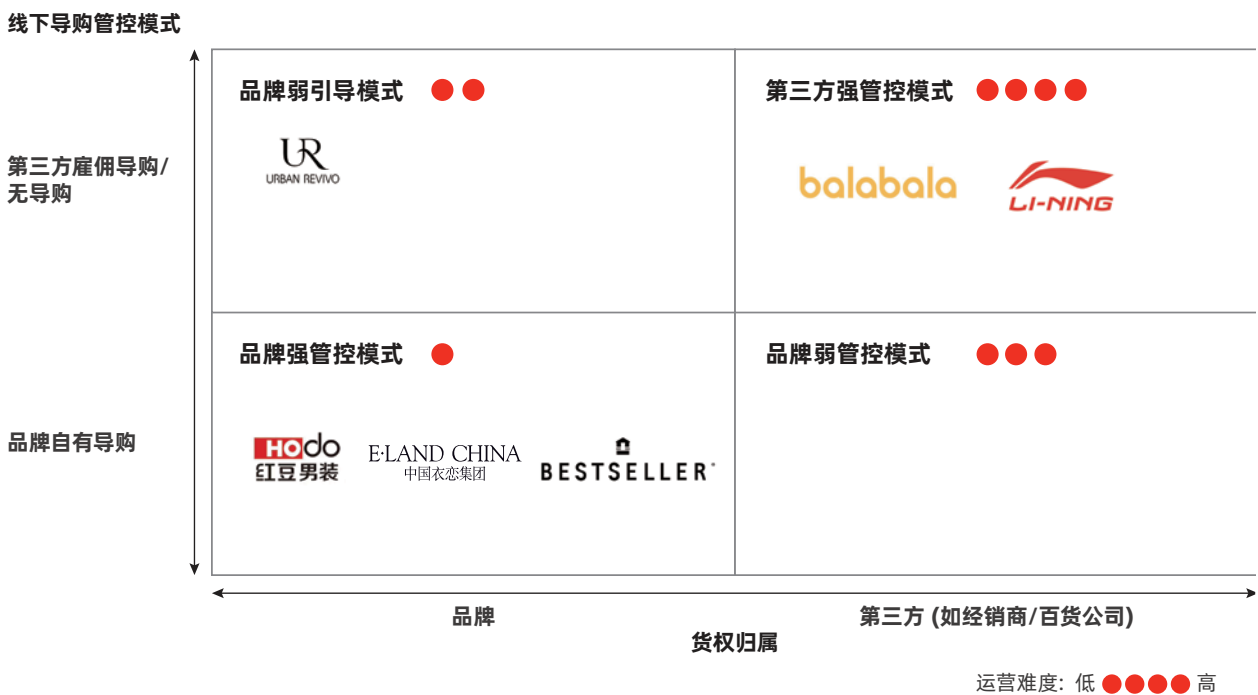 线下导购管控模式
品牌弱引导模式
第三方强管控模式
UR
URBAN REVIVO
balabala
LI-NING
第三方雇佣导购/
无导购
品牌强管控模式
品牌弱管控模式
品牌自有导购
HOdo
红豆男装
E·LAND CHINA
中国衣恋集团
BESTSELLER
品牌
第三方 (如经销商/百货公司)
货权归属
运营难度: 低 高